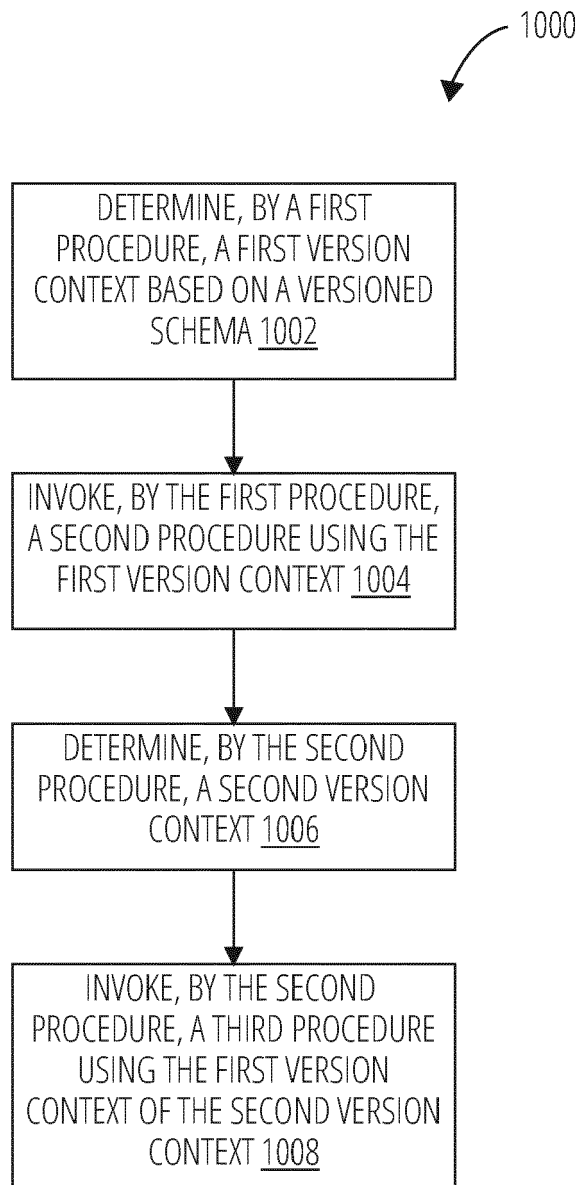 1000
DETERMINE, BY A FIRST
PROCEDURE, A FIRST VERSION
CONTEXT BASED ON A VERSIONED
SCHEMA 1002
INVOKE, BY THE FIRST PROCEDURE,
A SECOND PROCEDURE USING THE
FIRST VERSION CONTEXT 1004
DETERMINE, BY THE SECOND
PROCEDURE, A SECOND VERSION
CONTEXT 1006
INVOKE, BY THE SECOND
PROCEDURE, A THIRD PROCEDURE
USING THE FIRST VERSION
CONTEXT OF THE SECOND VERSION
CONTEXT 1008